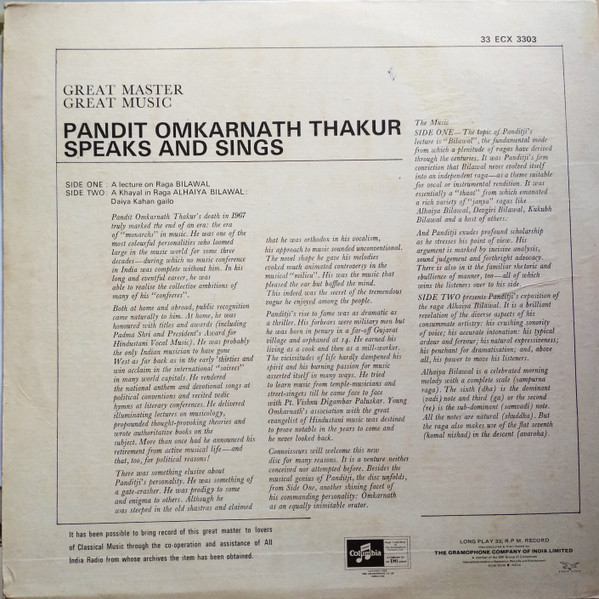 33 ECX 3303
GREAT MASTER
GREAT MUSIC
PANDIT OMKARNATH THAKUR
SPEAKS AND SINGS
SIDE ONE : A lecture on Raga BILAWAL
SIDE TWO : A Khayal in Raga ALHAIYA BILAWAL :
Daiya Kahan gailo
Pandit Omkarnath Thakur's death in 1967
truly marked the end of an era: the era
of "monarchs" in music. He was one of the
most colourful personalities who loomed
large in the music world for some three
decades—during which no music conference
in India was complete without him. In his
long and eventful career, he was
able to realise the collective ambitions of
many of his "confreres".
Both at home and abroad, public recognition
came naturally to him. At home, he was
honoured with titles and awards (including
Padma Shri and President's Award for
Hindustani Vocal Music). He was probably
the only Indian musician to have gone
West as far back as in the early 'thirties and
win acclaim in the international "soirees"
in many world capitals. He rendered
the national anthem and devotional songs at
political conventions and recited vedic
hymns at literary conferences. He delivered
illuminating lectures on musicology,
propounded thought-provoking theories and
wrote authoritative books on the
subject. More than once had he announced his
retirement from active musical life—and
that, too, for political reasons!
There was something elusive about
Panditji's personality. He was something of
a gate-crasher. He was prodigy to some
and enigma to others. Although he
was steeped in the old shastras and claimed
that he was orthodox in his vocalism,
his approach to music sounded unconventional.
The novel shape he gave his melodies
evoked much animated controversy in the
musical "milieu". His was the music that
pleased the ear but baffled the mind.
This indeed was the secret of the tremendous
vogue he enjoyed among the people.
Panditji's rise to fame was as dramatic as
a thriller. His forbears were military men but
he was born in penury in a far-off Gujarat
village and orphaned at 14. He earned his
living as a cook and then as a mill-worker.
The vicissitudes of life hardly dampened his
spirit and his burning passion for music
asserted itself in many ways. He tried
to learn music from temple-musicians and
street-singers till he came face to face
with Pt. Vishnu Digambar Paluskar. Young
Omkarnath's association with the great
evangelist of Hindustani music was destined
to prove notable in the years to come and
he never looked back.
Connoisseurs will welcome this new
disc for many reasons. It is a venture neither
conceived nor attempted before. Besides the
musical genius of Panditji, the disc unfolds,
from Side One, another shining facet of
his commanding personality: Omkarnath
as an equally inimitable orator.
The Music
SIDE ONE—The topic of Panditji's
lecture is "Bilawal", the fundamental mode
from which a plenitude of ragas have derived
through the centuries. It was Panditji's firm
conviction that Bilawal never evolved itself
into an independent raga—as a theme suitable
for vocal or instrumental rendition. It was
essentially a "thaat" from which emanated
a rich variety of "janya" ragas like
Alhaiya Bilawal, Deogiri Bilawal, Kukubh
Bilawal and a host of others:
And Panditji exudes profound scholarship
as he stresses his point of view. His
argument is marked by incisive analysis,
sound judgement and forthright advocacy.
There is also in it the familiar rhetoric and
ebullience of manner, too—all of which
wins the listeners over to his side.
SIDE TWO presents Panditji's exposition of
the raga Alhaiya Bilawal. It is a brilliant
revelation of the diverse aspects of his
consummate artistry: his cruising sonority
of voice; his accurate intonation: his typical
ardour and fervour; his natural expressiveness;
his penchant for dramatisation; and, above
all, his power to move his listeners.
Alhaiya Bilawal is a celebrated morning
melody with a complete scale (sampurna
raga). The sixth (dha) is the dominant
(vadi) note and third (ga) or the second
(re) is the sub-dominant (samvadi) note.
All the notes are natural (shuddha). But
the raga also makes use of the flat seventh
(komal nishad) in the descent (avaroha).
It has been possible to bring record of this great master to lovers
of Classical Music through the co-operation and assistance of All
India Radio from whose archives the item has been obtained.
Columbia
EMI
LONG PLAY 33⅓ R.P.M. RECORD
THE GRAMOPHONE COMPANY OF INDIA LIMITED